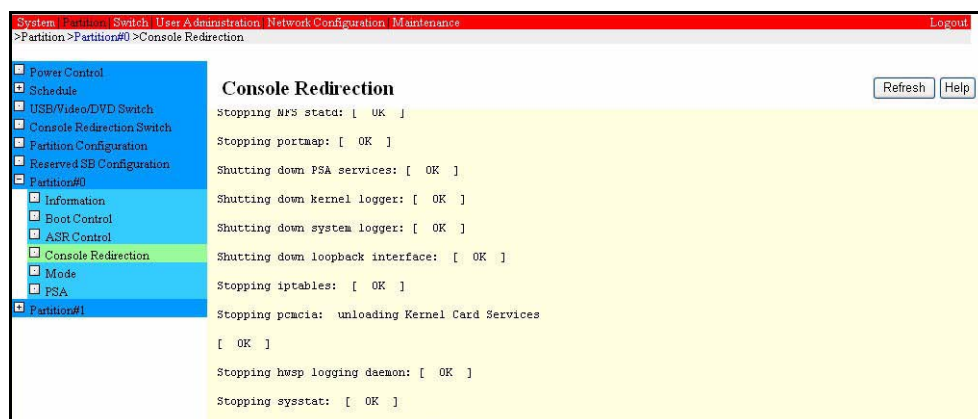 System | Partition | Switch | User Administration | Network Configuration | Maintenance Logout
>Partition >Partition#0 >Console Redirection
Power Control
Schedule
USB/Video/DVD Switch
Console Redirection Switch
Partition Configuration
Reserved SB Configuration
Partition#0
Information
Boot Control
ASR Control
Console Redirection
Mode
PSA
Partition#1
Console Redirection
Refresh Help
Stopping NFS statd: [ OK ]
Stopping portmap: [ OK ]
Shutting down PSA services: [ OK ]
Shutting down kernel logger: [ OK ]
Shutting down system logger: [ OK ]
Shutting down loopback interface: [ OK ]
Stopping iptables: [ OK ]
Stopping pcmcia: unloading Kernel Card Services
[ OK ]
Stopping hwsp logging daemon: [ OK ]
Stopping sysstat: [ OK ]